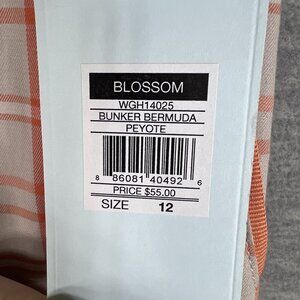 BLOSSOM
WGH14025
BUNKER BERMUDA
PEYOTE
8 86081 40492 6
PRICE $55.00
SIZE 12